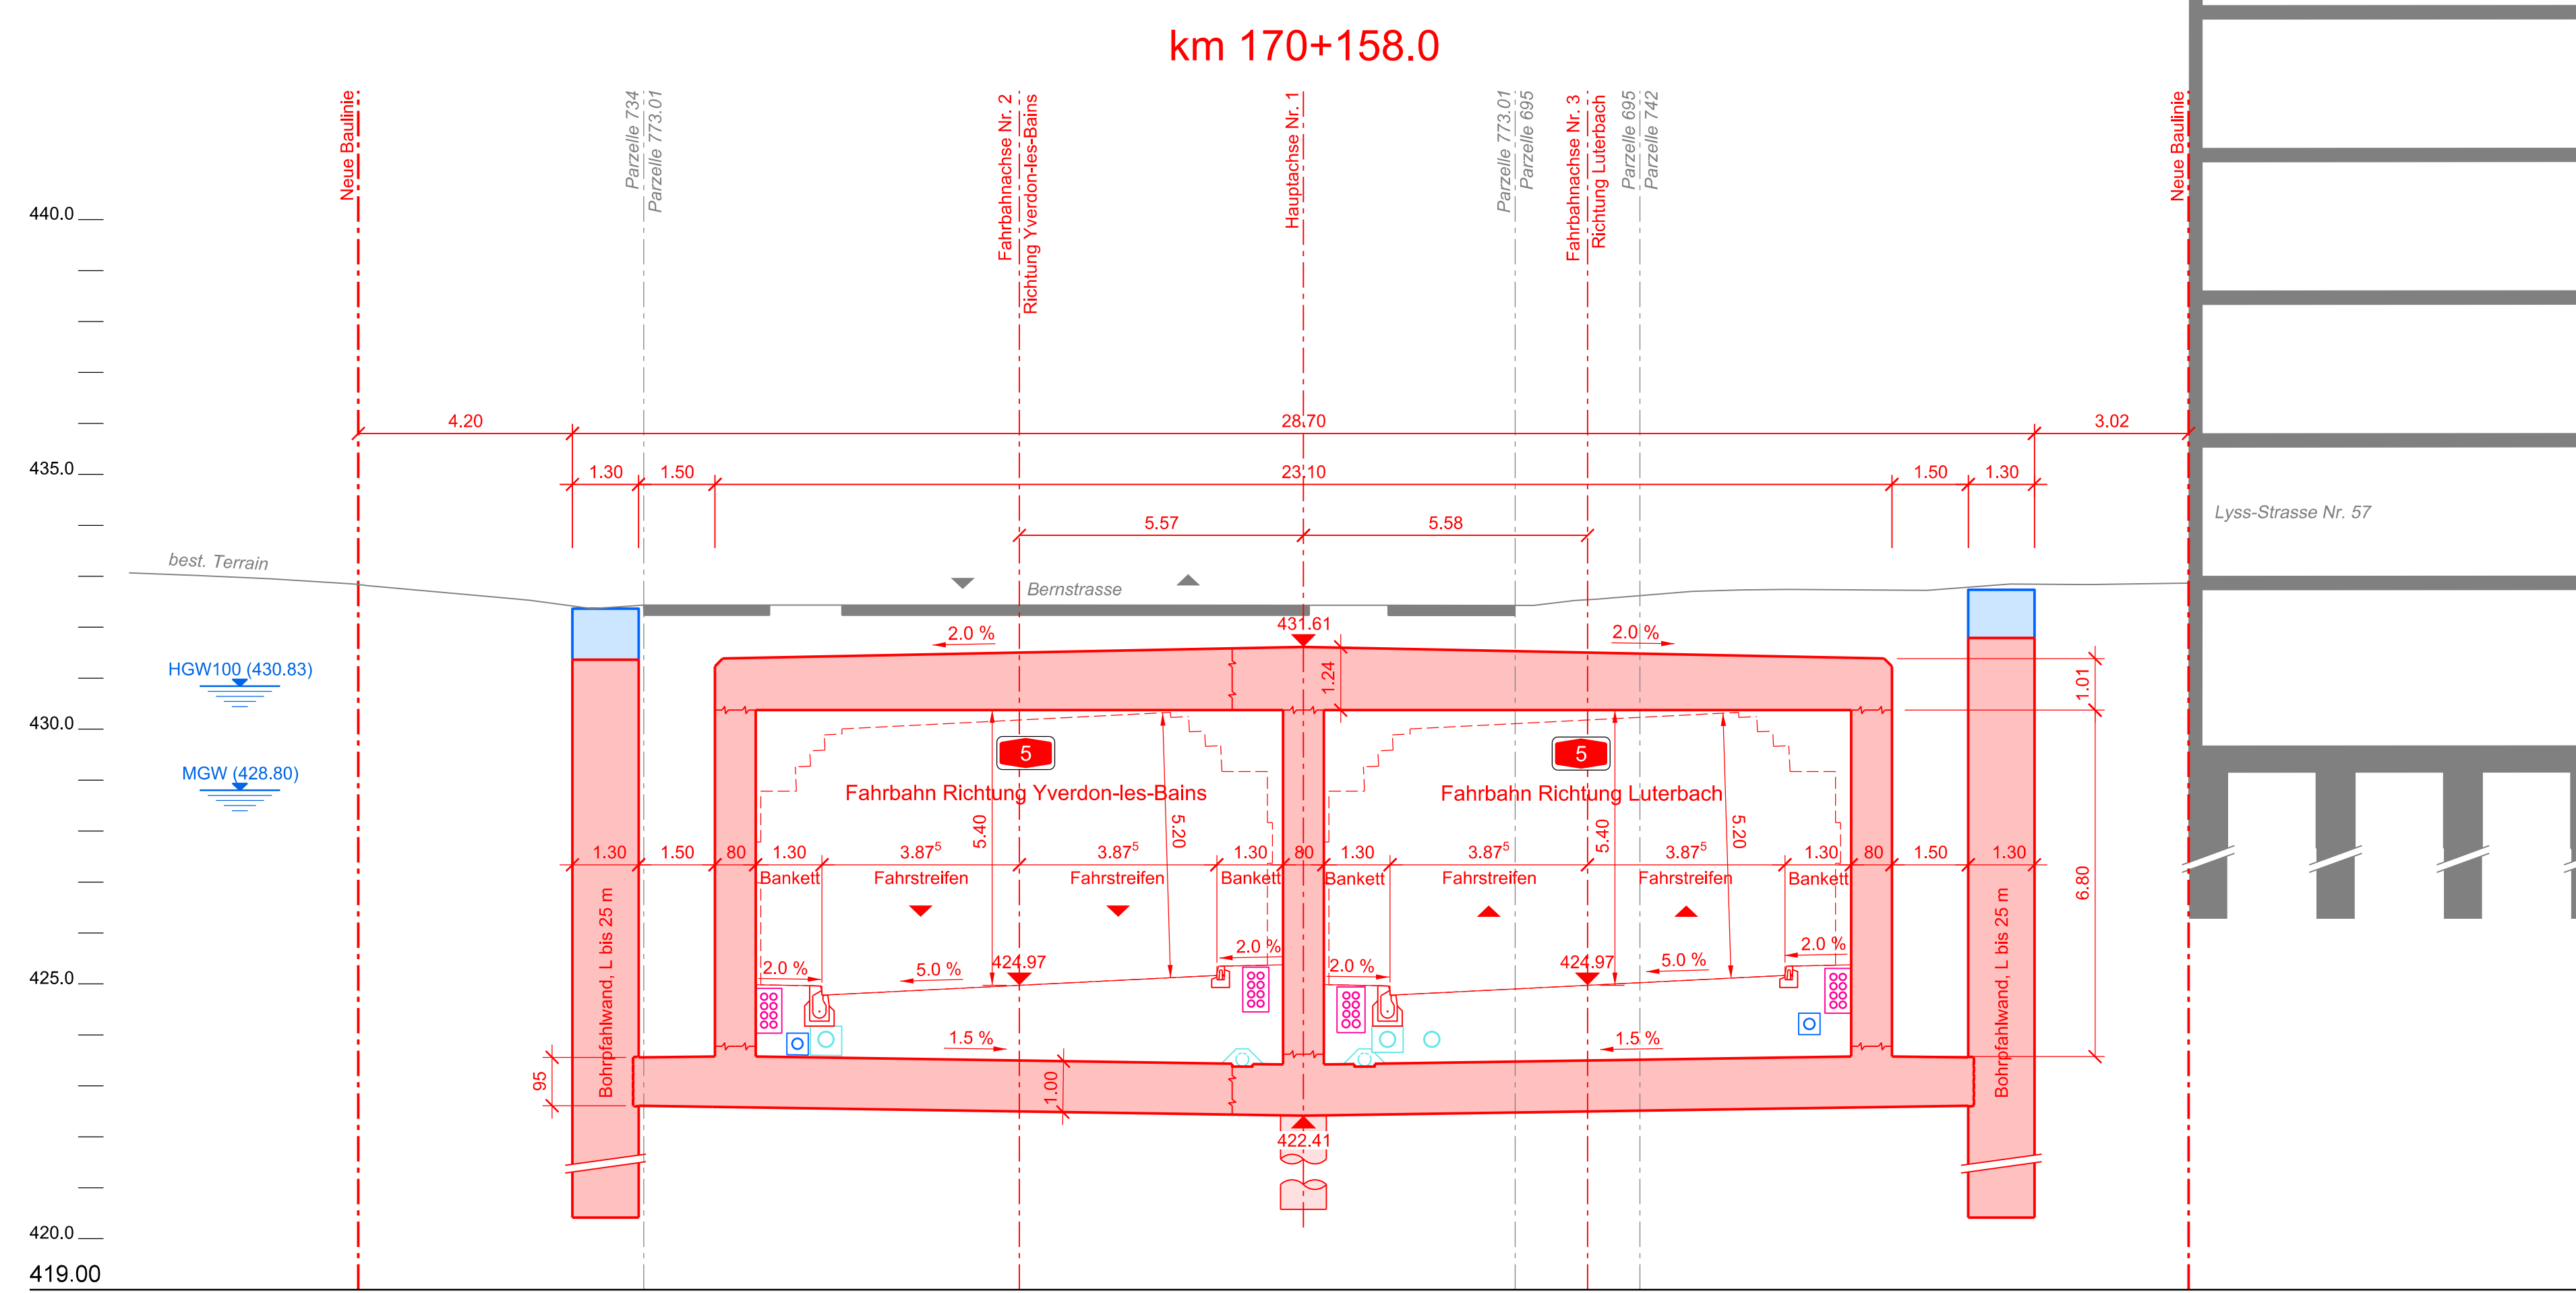 km 170+158.0
Neue Baulinie
Parzelle 734
Parzelle 773.01
Fahrbahnachse Nr. 2
Richtung Yverdon-les-Bains
Hauptachse Nr. 1
Parzelle 773.01
Parzelle 695
Fahrbahnachse Nr. 3
Richtung Luterbach
Parzelle 695
Parzelle 742
Neue Baulinie
440.0
4.20
28.70
3.02
435.0
1.30
1.50
23.10
1.50
1.30
Lyss-Strasse Nr. 57
5.57
5.58
best. Terrain
Bernstrasse
431.61
2.0 %
2.0 %
HGW100 (430.83)
1.24
1.01
430.0
5
5
MGW (428.80)
Fahrbahn Richtung Yverdon-les-Bains
Fahrbahn Richtung Luterbach
5.40
5.20
5.40
5.20
1.30
1.50
80
1.30
3.87⁵
3.87⁵
1.30
80
1.30
3.87⁵
3.87⁵
1.30
80
1.50
1.30
Bankett
Fahrstreifen
Fahrstreifen
Bankett
Bankett
Fahrstreifen
Fahrstreifen
Bankett
6.80
Bohrpfahlwand, L bis 25 m
Bohrpfahlwand, L bis 25 m
425.0
2.0 %
5.0 %
424.97
2.0 %
2.0 %
424.97
5.0 %
2.0 %
1.5 %
1.5 %
95
1.00
422.41
420.0
419.00